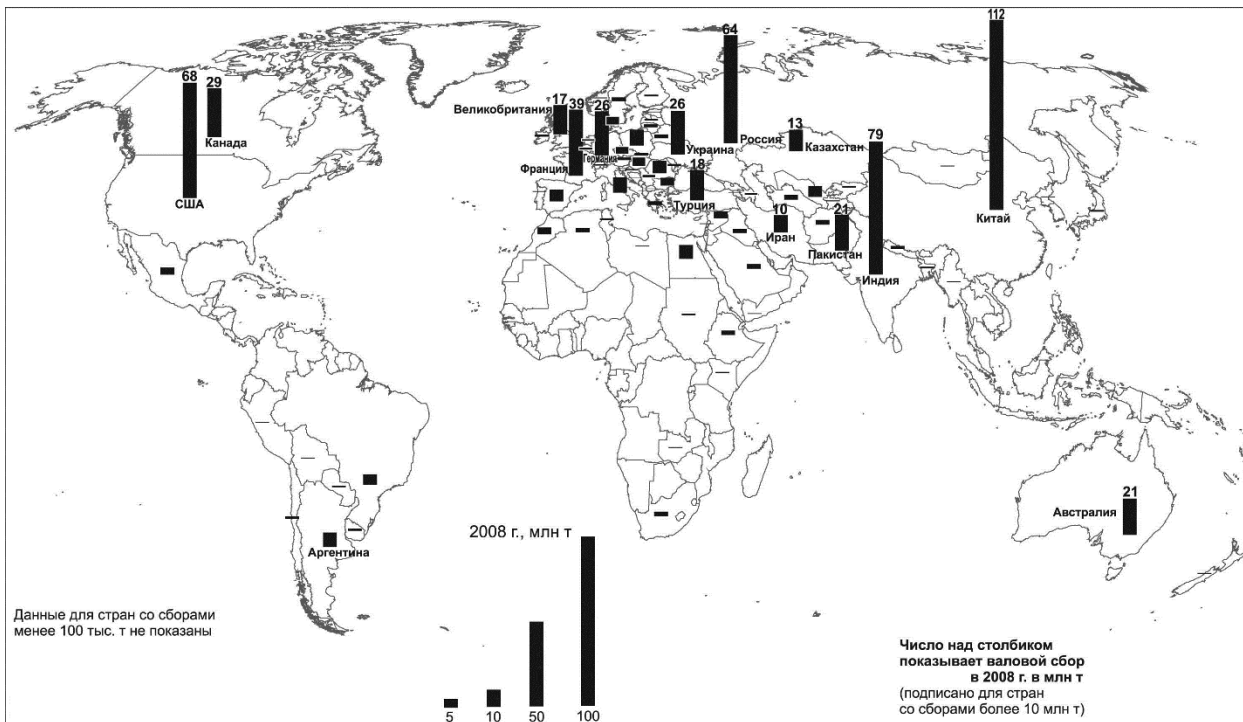 112
64
68
29
Великобритания
17
39
26
26
13
79
Канада
Украина
Россия
Казахстан
Франция
Германия
18
США
Турция
10
21
Иран
Пакистан
Китай
Индия
21
Австралия
Аргентина
2008 г., млн т
5
10
50
100
Данные для стран со сборами
менее 100 тыс. т не показаны
Число над столбиком
показывает валовой сбор
в 2008 г. в млн т
(подписано для стран
со сборами более 10 млн т)